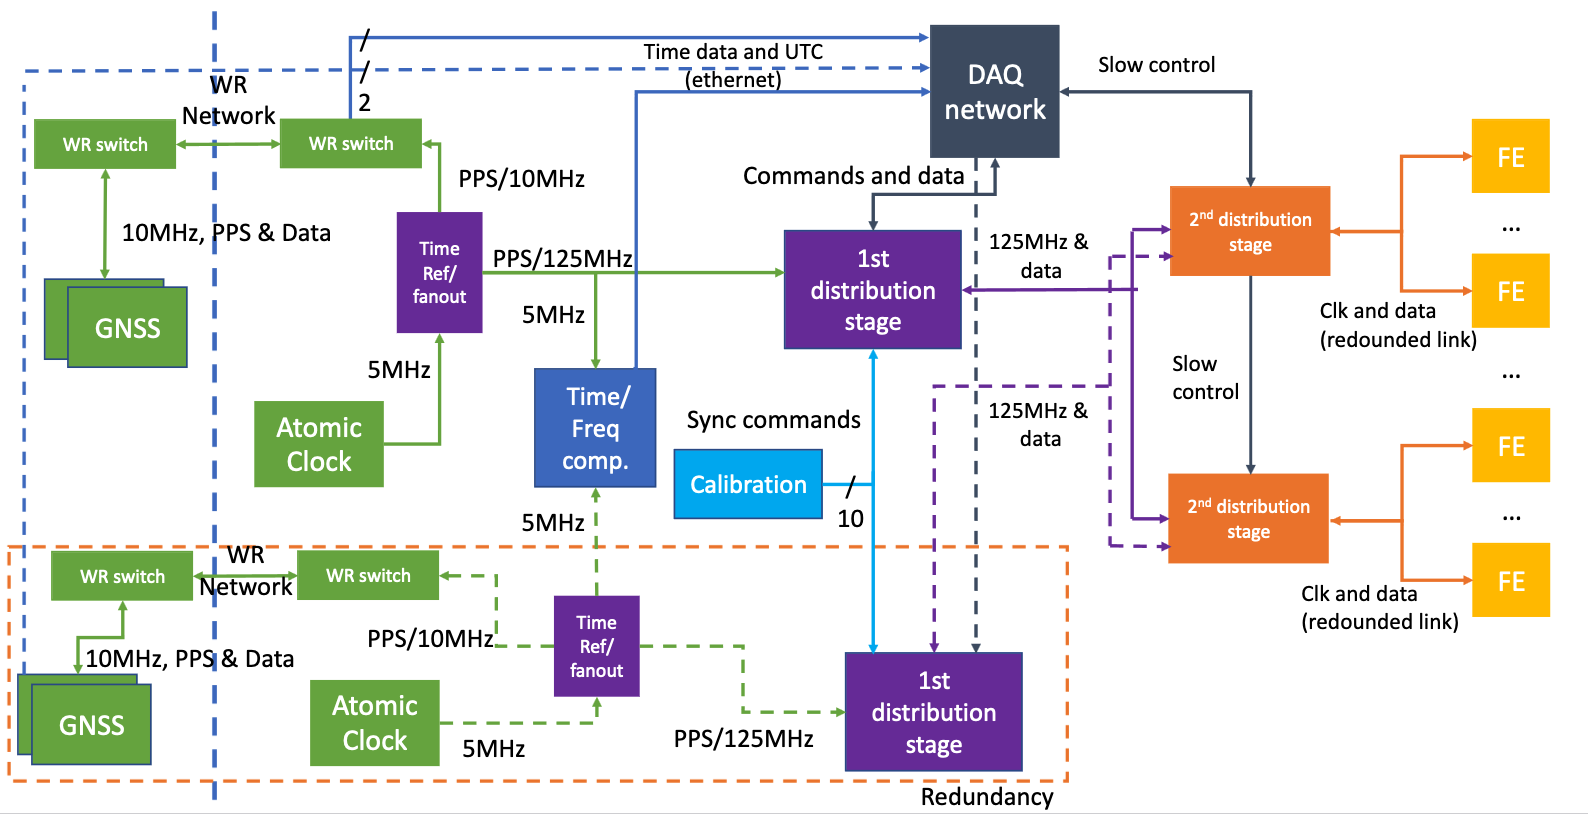 Time data and UTC
(ethernet)
DAQ
network
Slow control
2
WR
Network
WR switch
WR switch
PPS/10MHz
Commands and data
FE
...
FE
2nd distribution
stage
10MHz, PPS & Data
Time
Ref/
fanout
PPS/125MHz
1st
distribution
stage
125MHz &
data
GNSS
5MHz
Clk and data
(redounded link)
5MHz
Atomic
Clock
Time/
Freq
comp.
Slow
control
...
Sync commands
125MHz &
data
Calibration
10
FE
...
FE
2nd distribution
stage
5MHz
WR
Network
WR switch
WR switch
Time
Ref/
fanout
PPS/10MHz
Clk and data
(redounded link)
10MHz, PPS & Data
GNSS
Atomic
Clock
5MHz
PPS/125MHz
1st
distribution
stage
Redundancy